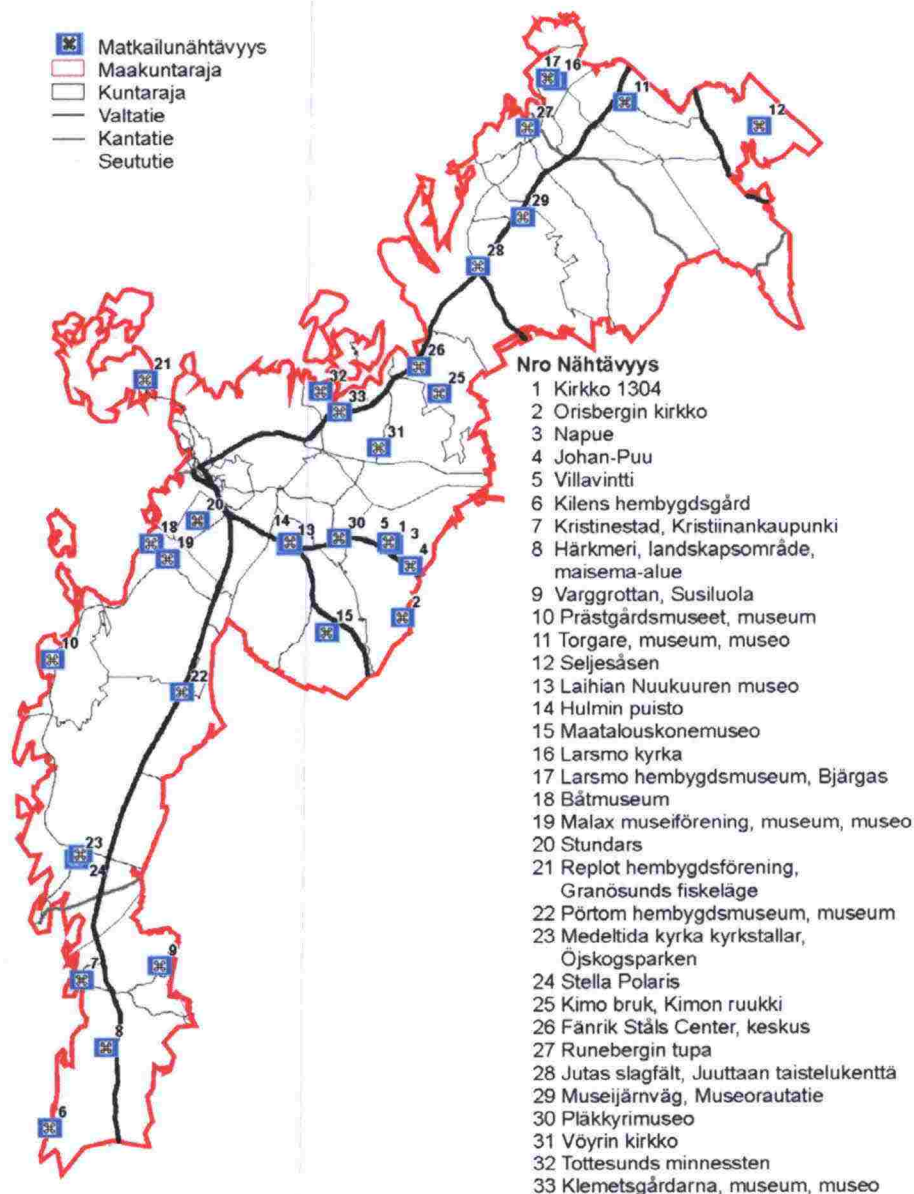 Matkailunähtävyys
Maakuntaraja
Kuntaraja
Valtatie
Kantatie
Seututie
17
16
11
12
27
29
28
26
25
21
32
33
31
20
18
19
14
13
30
5
1
3
4
2
15
10
22
23
24
7
9
8
6
Nro Nähtävyys
1 Kirkko 1304
2 Orisbergin kirkko
3 Napue
4 Johan-Puu
5 Villavintti
6 Kilens hembygdsgård
7 Kristinestad, Kristiinankaupunki
8 Härkmeri, landskapsområde,
maisema-alue
9 Varggrottan, Susiluola
10 Prästgårdsmuseet, museum
11 Torgare, museum, museo
12 Seljesåsen
13 Laihian Nuukuuren museo
14 Hulmin puisto
15 Maatalouskonemuseo
16 Larsmo kyrka
17 Larsmo hembygdsmuseum, Bjärgas
18 Båtmuseum
19 Malax museiförening, museum, museo
20 Stundars
21 Replot hembygdsförening,
Granösunds fiskeläge
22 Pörtom hembygdsmuseum, museum
23 Medeltida kyrka kyrkstallar,
Öjskogsparken
24 Stella Polaris
25 Kimo bruk, Kimon ruukki
26 Fänrik Ståls Center, keskus
27 Runebergin tupa
28 Jutas slagfält, Juuttaan taistelukenttä
29 Museijärnväg, Museorautatie
30 Pläkkyrimuseo
31 Vöyrin kirkko
32 Tottesunds minnessten
33 Klemetsgårdarna, museum, museo